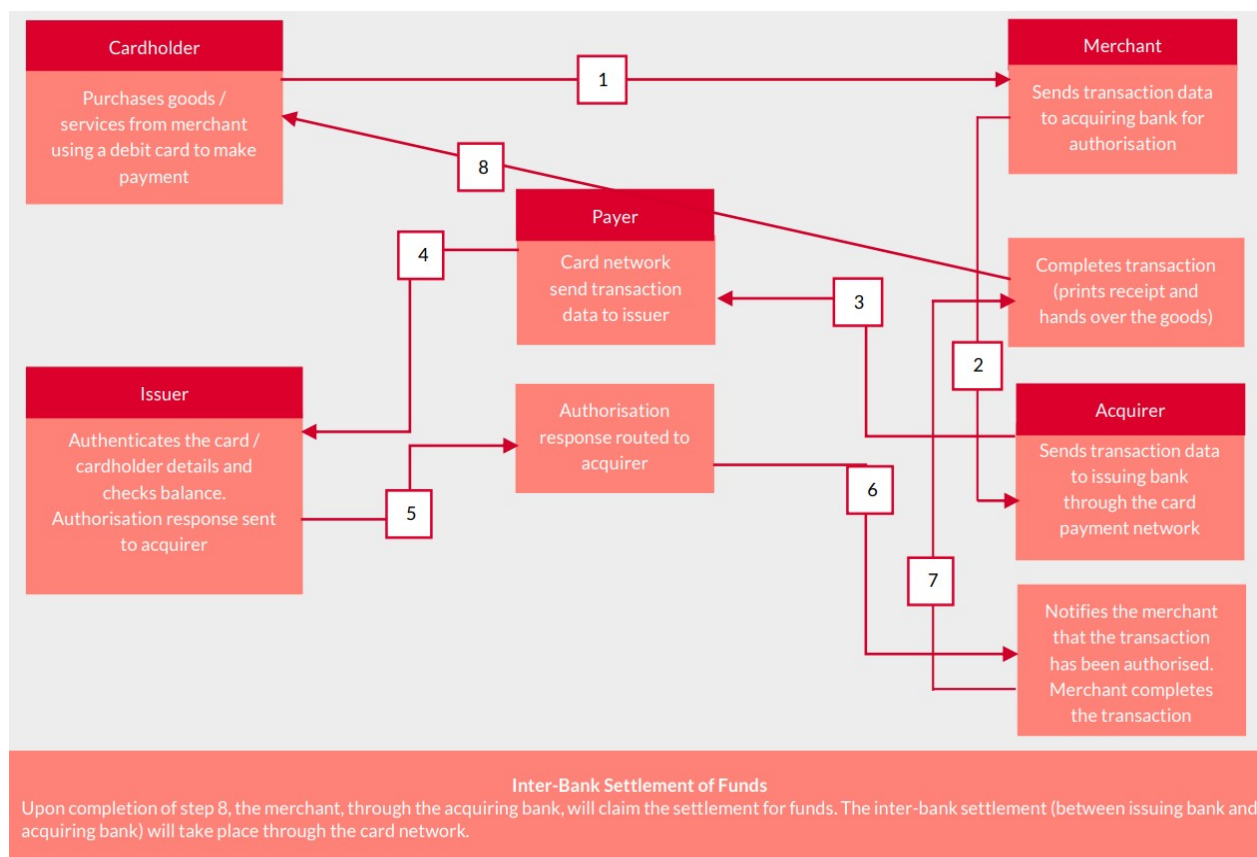 Cardholder
Purchases goods /
services from merchant
using a debit card to make
payment
1
Merchant
Sends transaction data
to acquiring bank for
authorisation
8
Payer
Card network
send transaction
data to issuer
4
3
Completes transaction
(prints receipt and
hands over the goods)
2
Issuer
Authenticates the card /
cardholder details and
checks balance.
Authorisation response sent
to acquirer
5
Authorisation
response routed to
acquirer
6
Acquirer
Sends transaction data
to issuing bank
through the card
payment network
7
Notifies the merchant
that the transaction
has been authorised.
Merchant completes
the transaction
Inter-Bank Settlement of Funds
Upon completion of step 8, the merchant, through the acquiring bank, will claim the settlement for funds. The inter-bank settlement (between issuing bank and
acquiring bank) will take place through the card network.